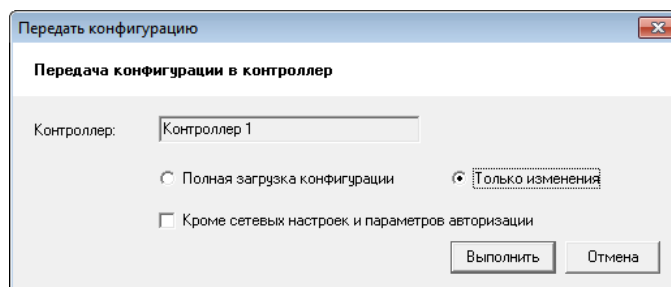 Передать конфигурацию
Передача конфигурации в контроллер
Контроллер: Контроллер 1
Полная загрузка конфигурации Только изменения
Кроме сетевых настроек и параметров авторизации
Выполнить Отмена